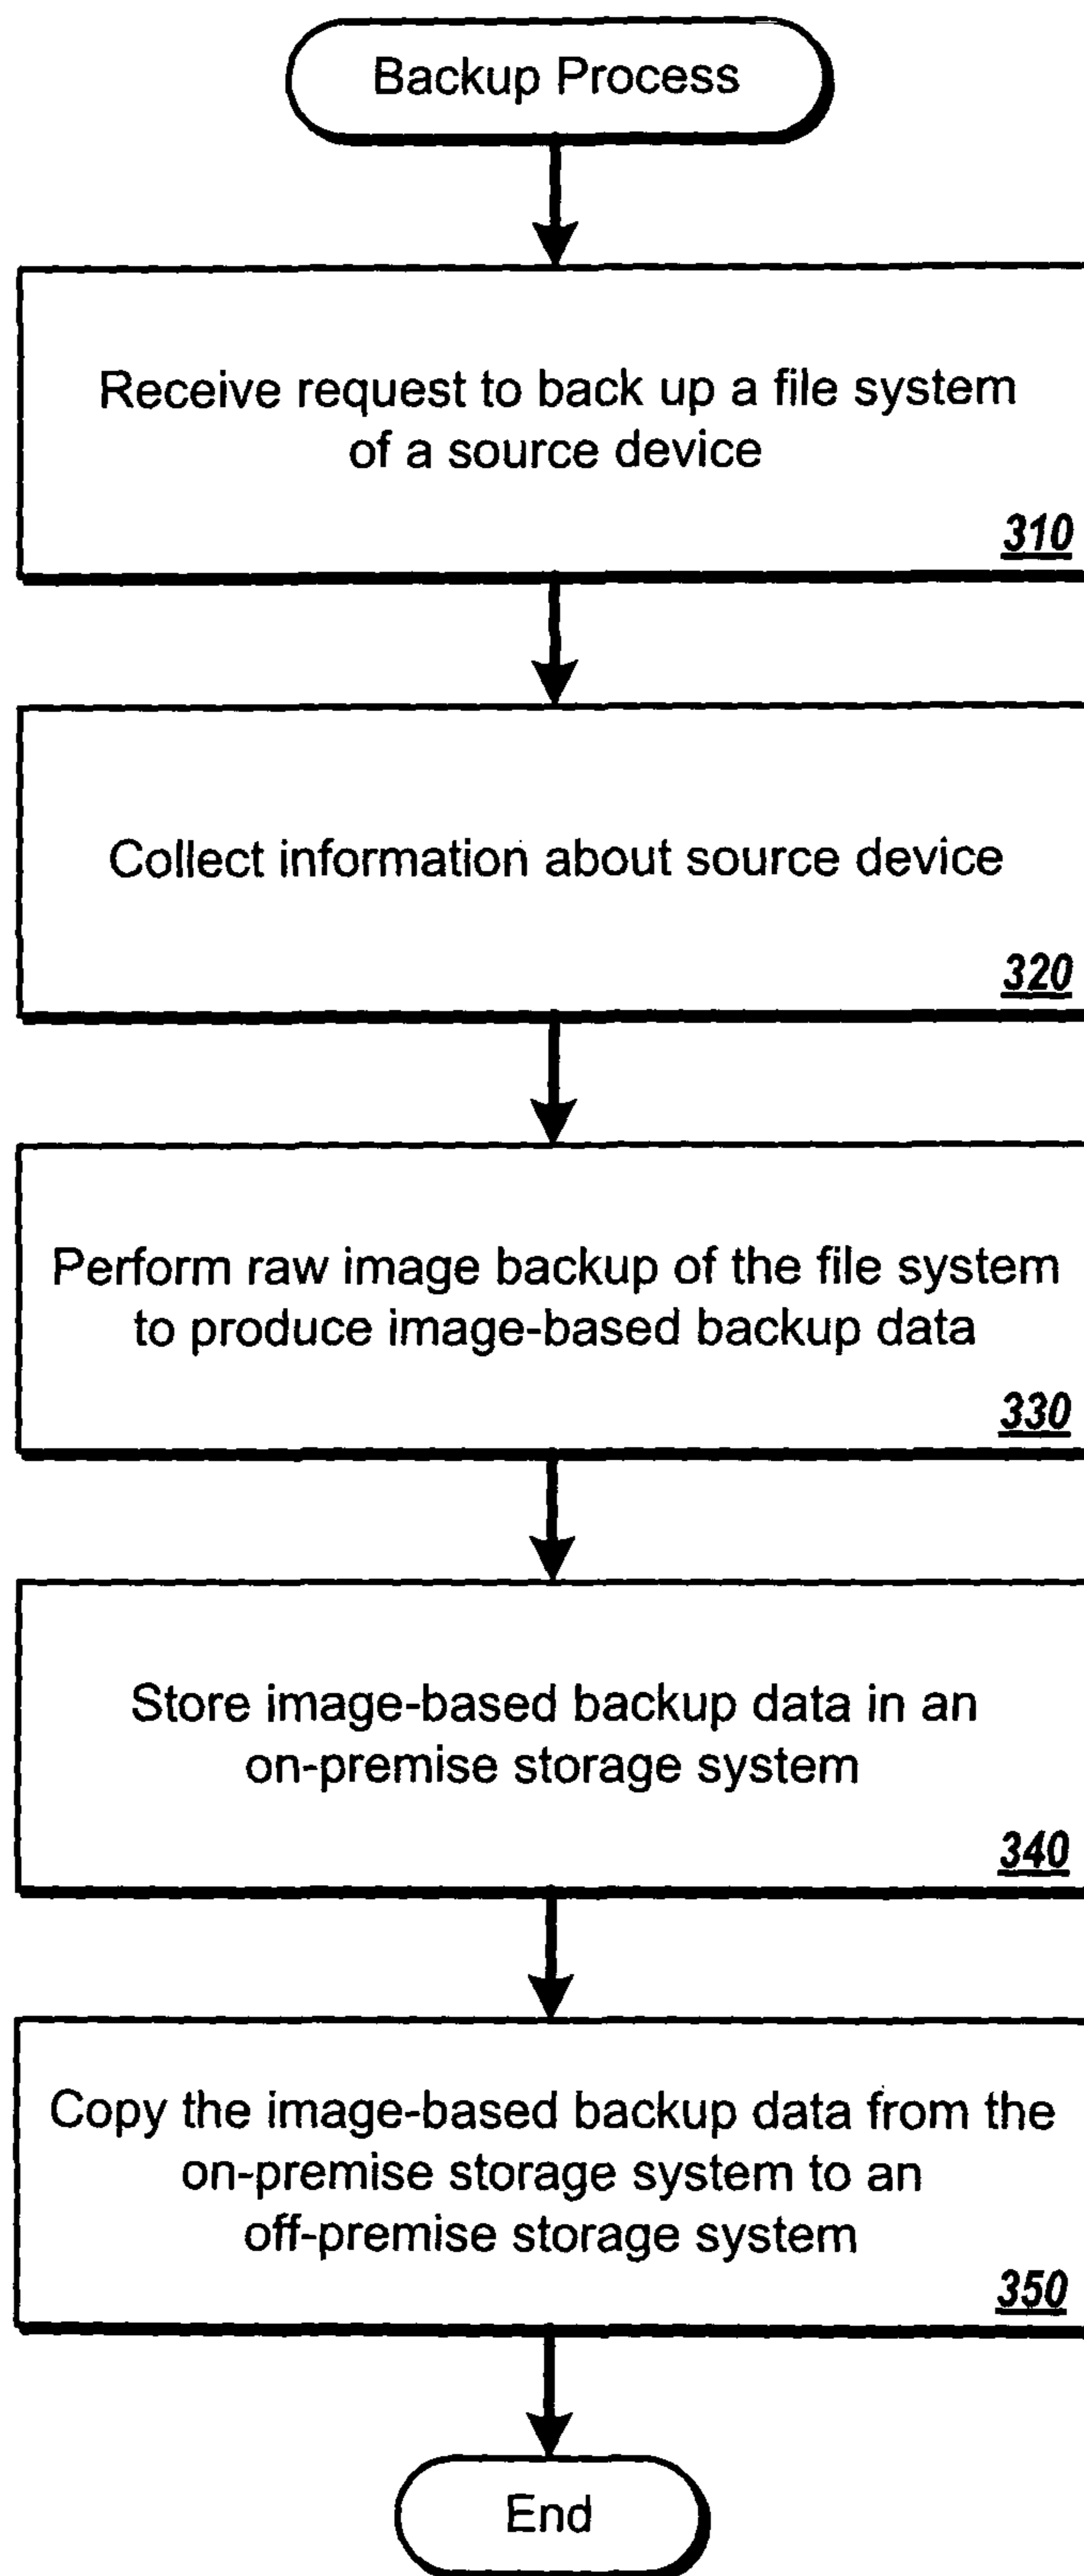 Backup Process
Receive request to back up a file system
of a source device
310
Collect information about source device
320
Perform raw image backup of the file system
to produce image-based backup data
330
Store image-based backup data in an
on-premise storage system
340
Copy the image-based backup data from the
on-premise storage system to an
off-premise storage system
350
End